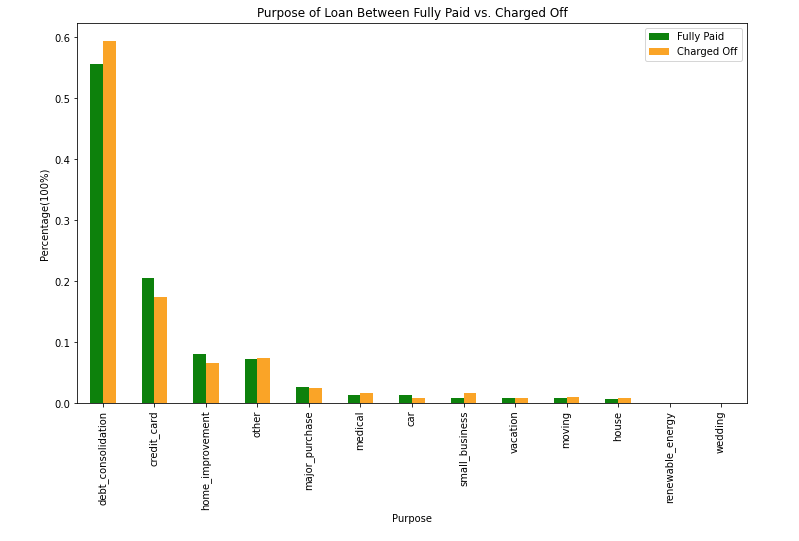 Purpose of Loan Between Fully Paid vs. Charged Off
Fully Paid
Charged Off
Percentage(100%)
0.6
0.5
0.4
0.3
0.2
0.1
0.0
debt_consolidation
credit_card
home_improvement
other
major_purchase
medical
car
small_business
vacation
moving
house
renewable_energy
wedding
Purpose